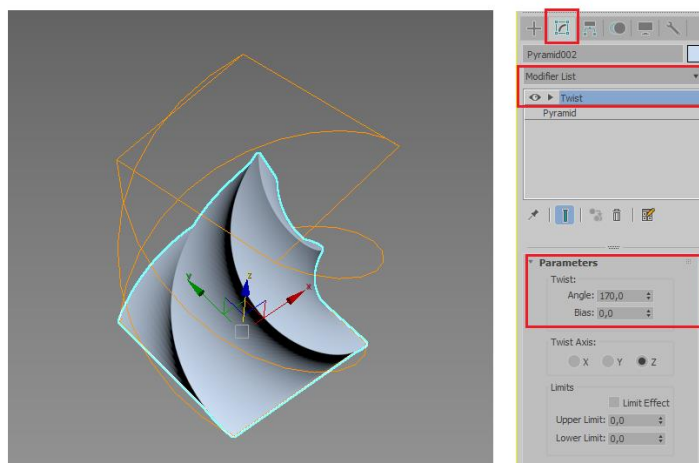 Pyramid002
Modifier List
Twist
Pyramid
Parameters
Twist:
Angle: 170,0
Bias: 0,0
Twist Axis:
X Y Z
Limits
Limit Effect
Upper Limit: 0,0
Lower Limit: 0,0
z
y
x